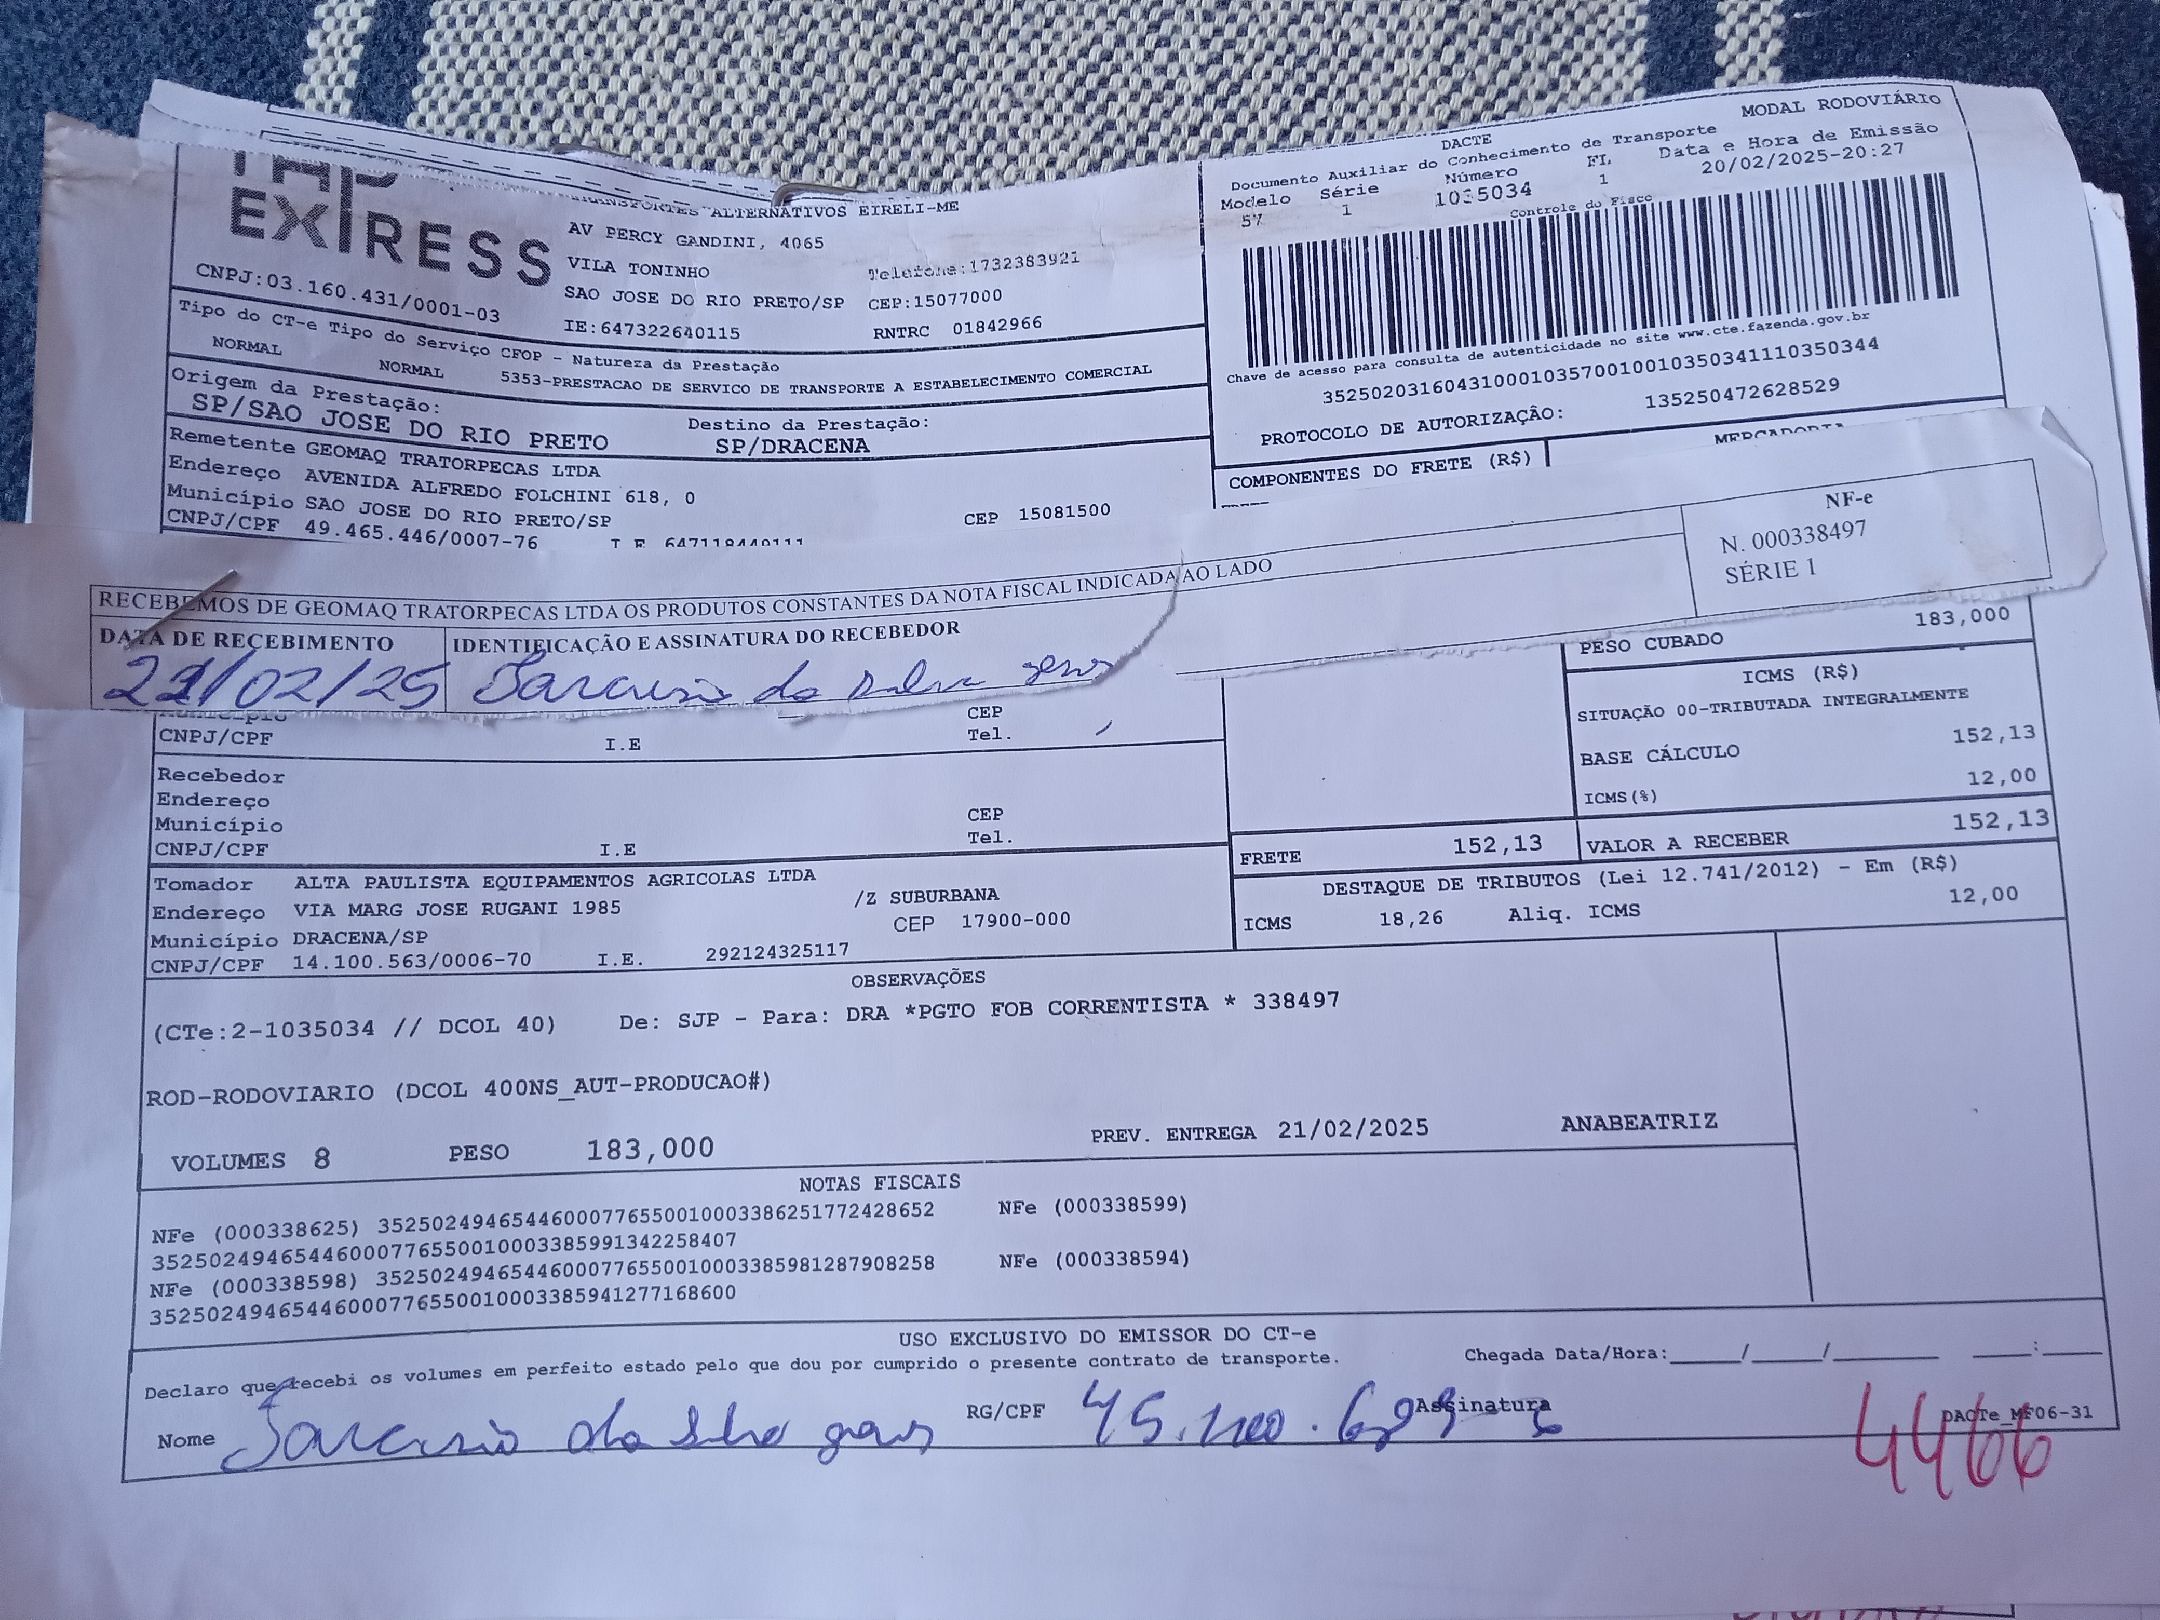 EXPRESS
TRANSPORTES ALTERNATIVOS EIRELI-ME
AV PERCY GANDINI, 4065
VILA TONINHO Telefone:1732383921
SAO JOSE DO RIO PRETO/SP CEP:15077000
CNPJ:03.160.431/0001-03 IE:647322640115 RNTRC 01842966
Tipo do CT-e Tipo do Serviço CFOP - Natureza da Prestação
NORMAL NORMAL 5353-PRESTACAO DE SERVICO DE TRANSPORTE A ESTABELECIMENTO COMERCIAL
Origem da Prestação: Destino da Prestação:
SP/SAO JOSE DO RIO PRETO SP/DRACENA
Remetente GEOMAQ TRATORPECAS LTDA
Endereço AVENIDA ALFREDO FOLCHINI 618, 0
Município SAO JOSE DO RIO PRETO/SP CEP 15081500
CNPJ/CPF 49.465.446/0007-76 I E 647118440111
DACTE MODAL RODOVIÁRIO
Documento Auxiliar do Conhecimento de Transporte
Modelo Série Número FL Data e Hora de Emissão
57 1 1035034 1 20/02/2025-20:27
Controle do Fisco
Chave de acesso para consulta de autenticidade no site www.cte.fazenda.gov.br
35250203160431000103570010010350341110350344
PROTOCOLO DE AUTORIZAÇÃO: 135250472628529
COMPONENTES DO FRETE (R$) MERCADORIA
NF-e
N. 000338497
SÉRIE 1
RECEBEMOS DE GEOMAQ TRATORPECAS LTDA OS PRODUTOS CONSTANTES DA NOTA FISCAL INDICADA AO LADO
DATA DE RECEBIMENTO IDENTIFICAÇÃO E ASSINATURA DO RECEBEDOR
21/02/25
PESO CUBADO 183,000
ICMS (R$)
SITUAÇÃO 00-TRIBUTADA INTEGRALMENTE
BASE CÁLCULO 152,13
ICMS(%) 12,00
Município CEP
CNPJ/CPF I.E Tel.
Recebedor
Endereço
Município CEP
CNPJ/CPF I.E Tel.
FRETE 152,13 VALOR A RECEBER 152,13
DESTAQUE DE TRIBUTOS (Lei 12.741/2012) - Em (R$)
ICMS 18,26 Aliq. ICMS 12,00
Tomador ALTA PAULISTA EQUIPAMENTOS AGRICOLAS LTDA
Endereço VIA MARG JOSE RUGANI 1985 /Z SUBURBANA
Município DRACENA/SP CEP 17900-000
CNPJ/CPF 14.100.563/0006-70 I.E. 292124325117
OBSERVAÇÕES
(CTe:2-1035034 // DCOL 40) De: SJP - Para: DRA *PGTO FOB CORRENTISTA * 338497
ROD-RODOVIARIO (DCOL 400NS_AUT-PRODUCAO#)
VOLUMES 8 PESO 183,000 PREV. ENTREGA 21/02/2025 ANABEATRIZ
NOTAS FISCAIS
NFe (000338625) 35250249465446000776550010003386251772428652 NFe (000338599)
35250249465446000776550010003385991342258407
NFe (000338598) 35250249465446000776550010003385981287908258 NFe (000338594)
35250249465446000776550010003385941277168600
USO EXCLUSIVO DO EMISSOR DO CT-e
Declaro que recebi os volumes em perfeito estado pelo que dou por cumprido o presente contrato de transporte. Chegada Data/Hora:_____/_____/_______ ____:____
Nome RG/CPF Assinatura
DACTe_MF06-31
4466